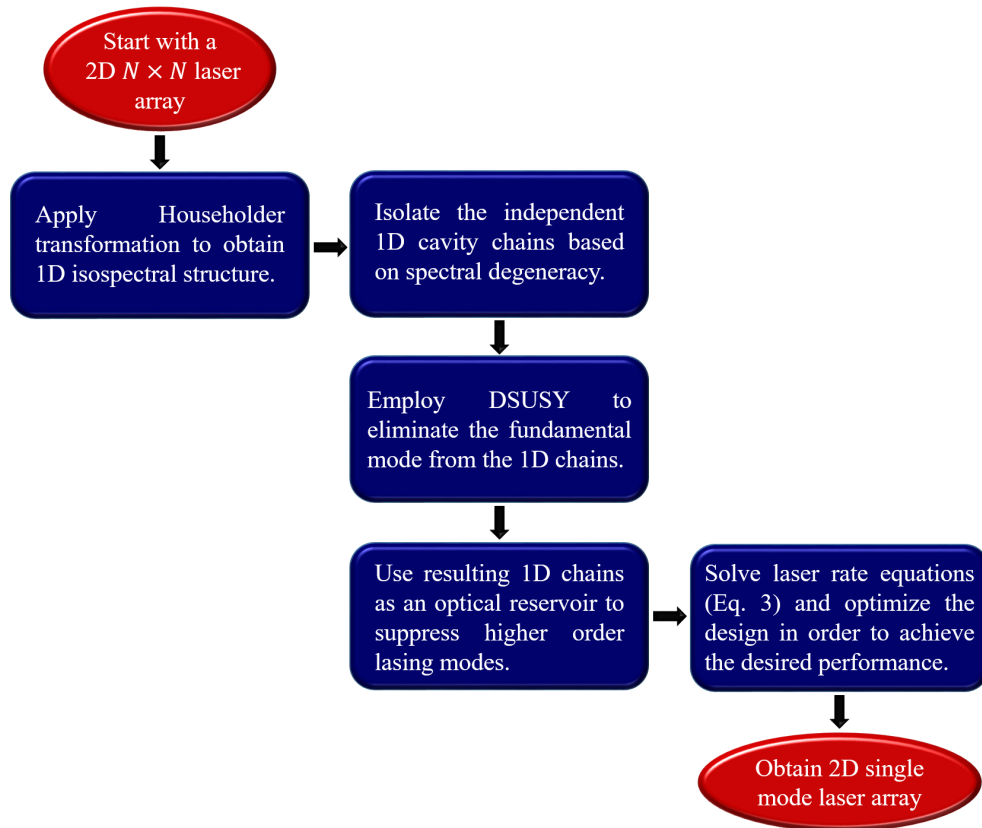 Start with a
2D N × N laser
array
Apply Householder
transformation to obtain
1D isospectral structure.
Isolate the independent
1D cavity chains based
on spectral degeneracy.
Employ DSUSY to
eliminate the fundamental
mode from the 1D chains.
Use resulting 1D chains
as an optical reservoir to
suppress higher order
lasing modes.
Solve laser rate equations
(Eq. 3) and optimize the
design in order to achieve
the desired performance.
Obtain 2D single
mode laser array